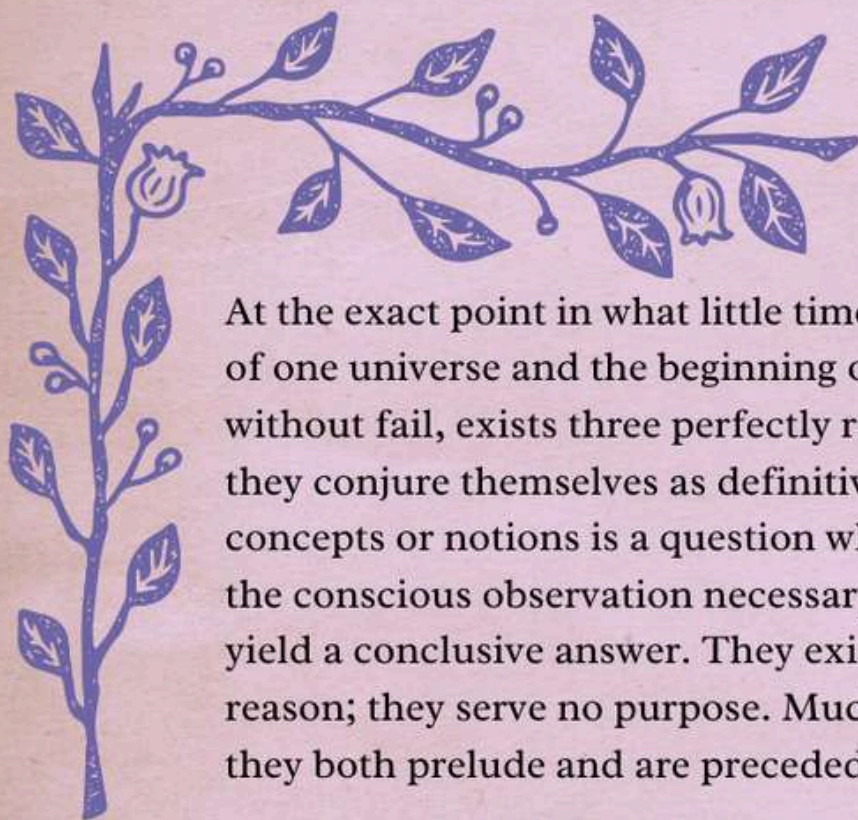 At the exact point in what little time
of one universe and the beginning o
without fail, exists three perfectly r
they conjure themselves as definitiv
concepts or notions is a question wh
the conscious observation necessar
yield a conclusive answer. They exi
reason; they serve no purpose. Muc
they both prelude and are preceded